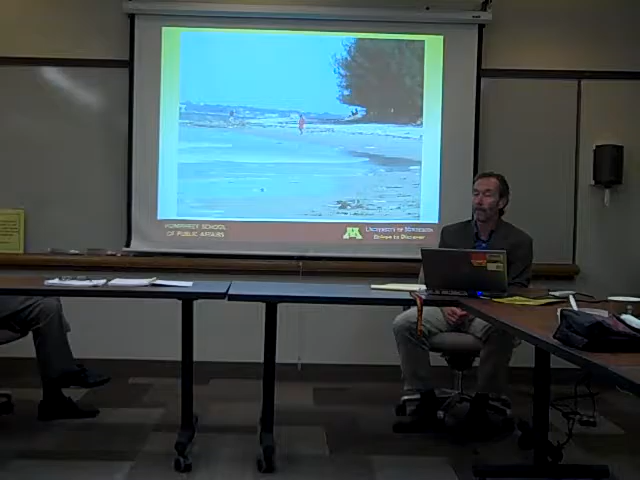 HUMPHREY SCHOOL
OF PUBLIC AFFAIRS
UNIVERSITY OF MINNESOTA
Driven to Discover